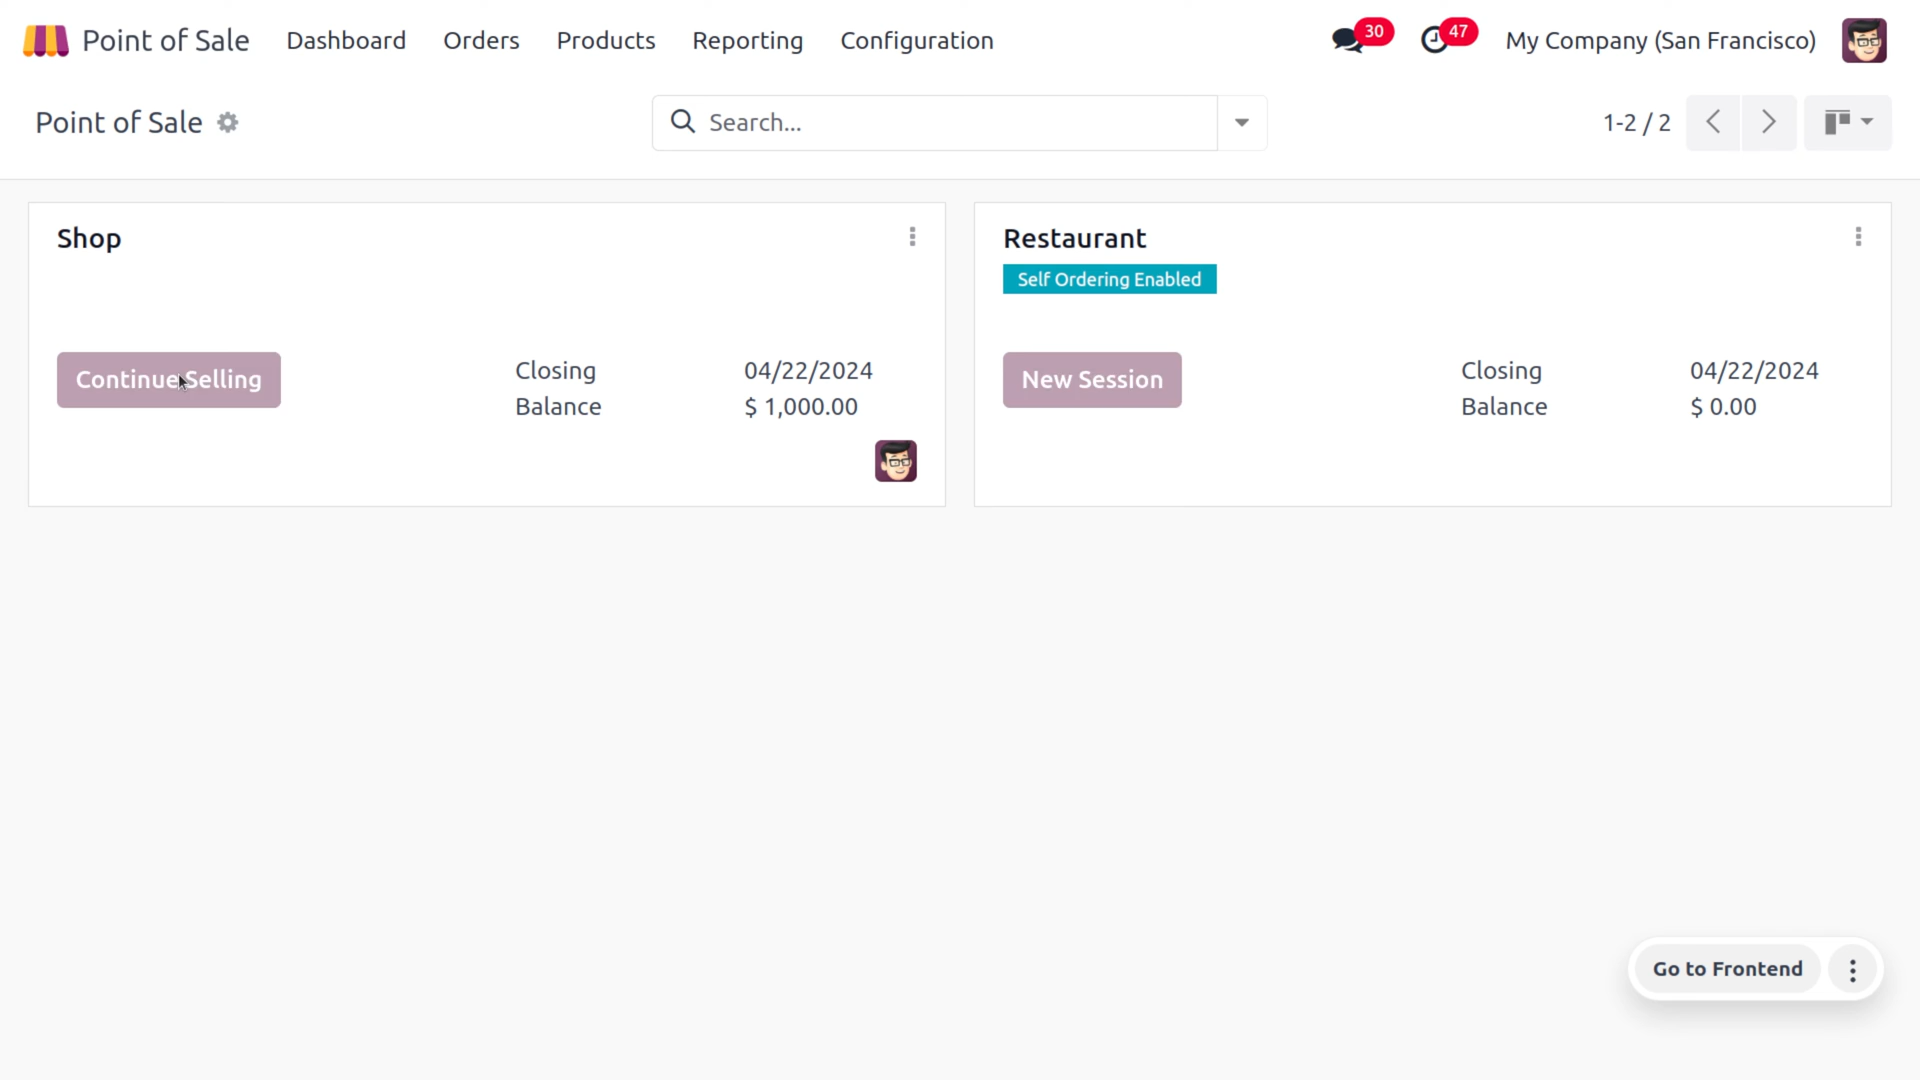 Point of Sale Dashboard Orders Products Reporting Configuration 30 47 My Company (San Francisco)
Point of Sale Search... 1-2 / 2
Shop
Continue Selling
Closing 04/22/2024
Balance $ 1,000.00
Restaurant
Self Ordering Enabled
New Session
Closing 04/22/2024
Balance $ 0.00
Go to Frontend